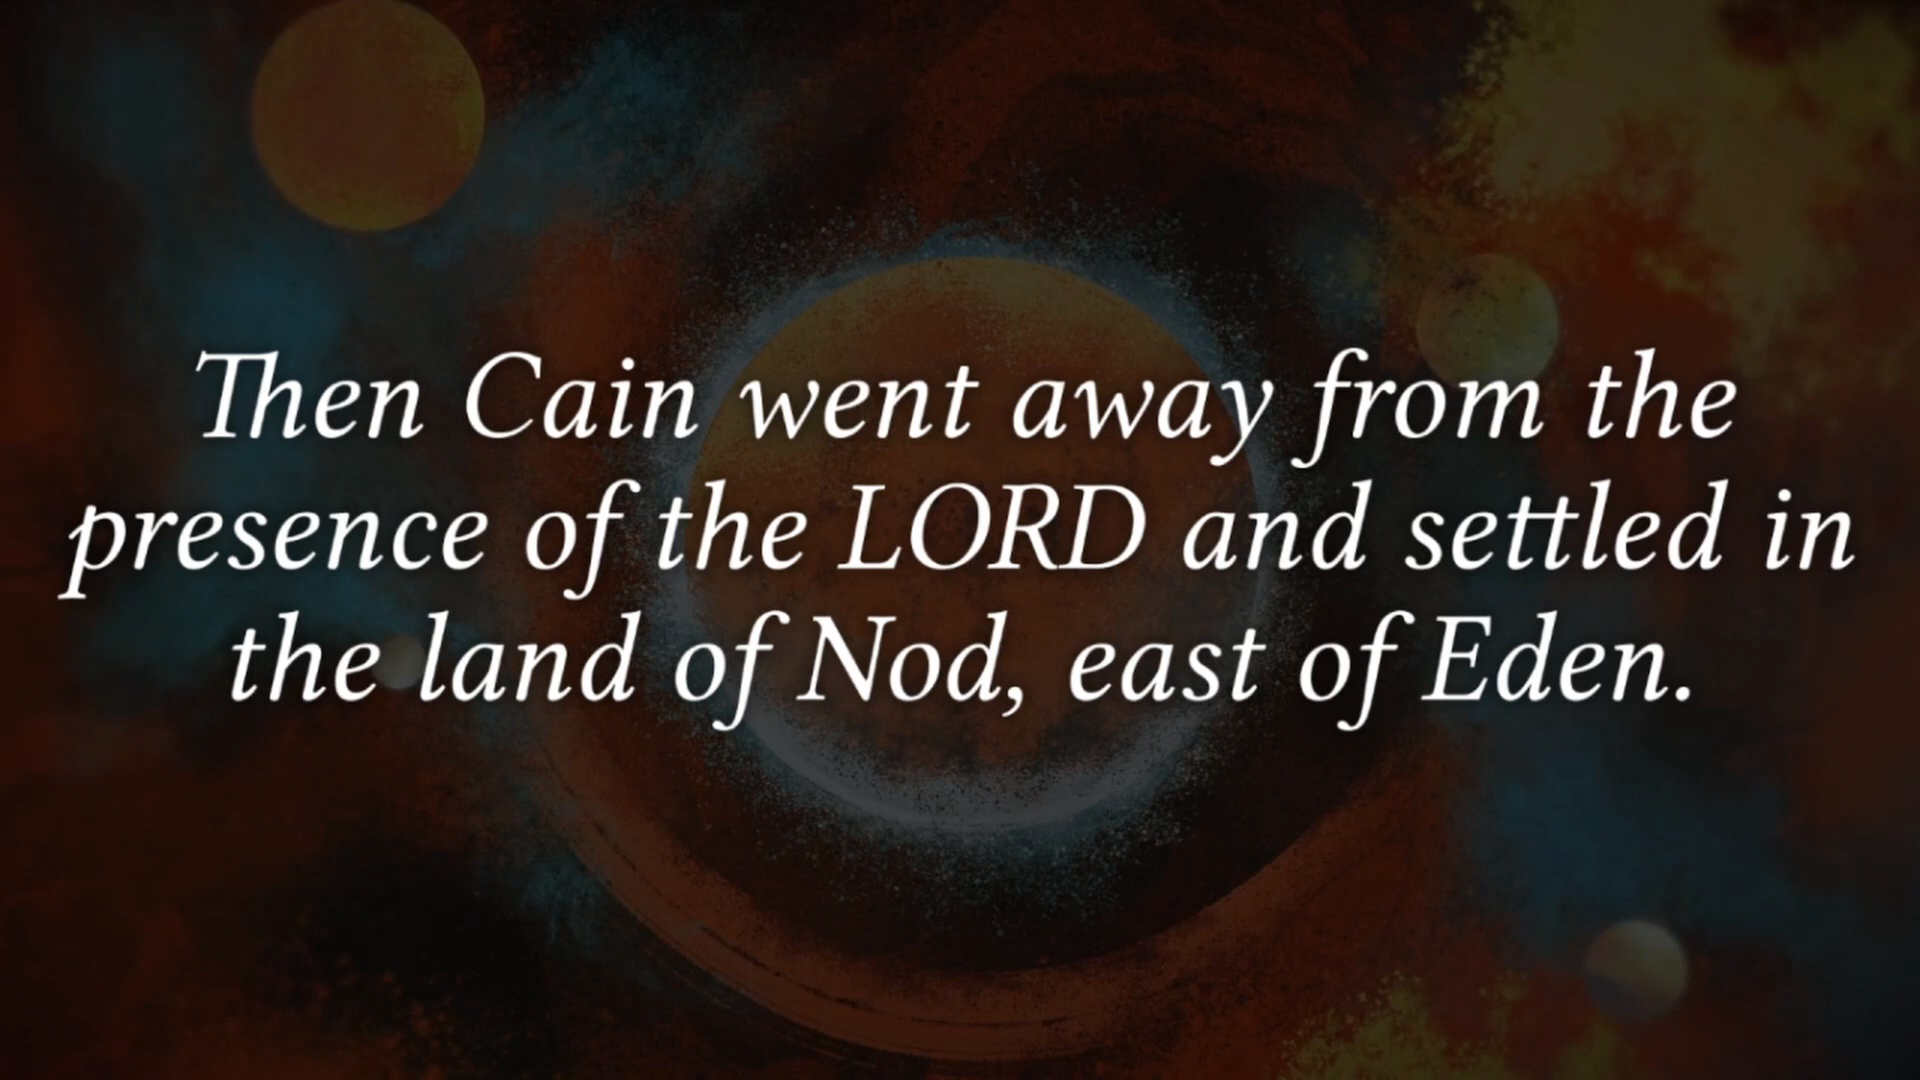 Then Cain went away from the
presence of the LORD and settled in
the land of Nod, east of Eden.